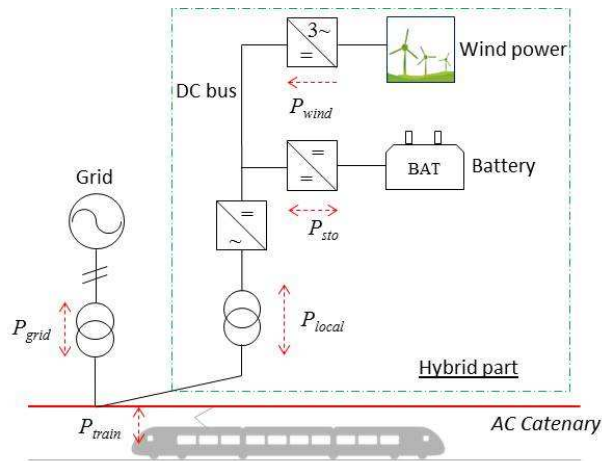 3~
=
Wind power
DC bus
P_wind
=
=
BAT
Battery
P_sto
Grid
=
~
P_grid
P_local
Hybrid part
AC Catenary
P_train